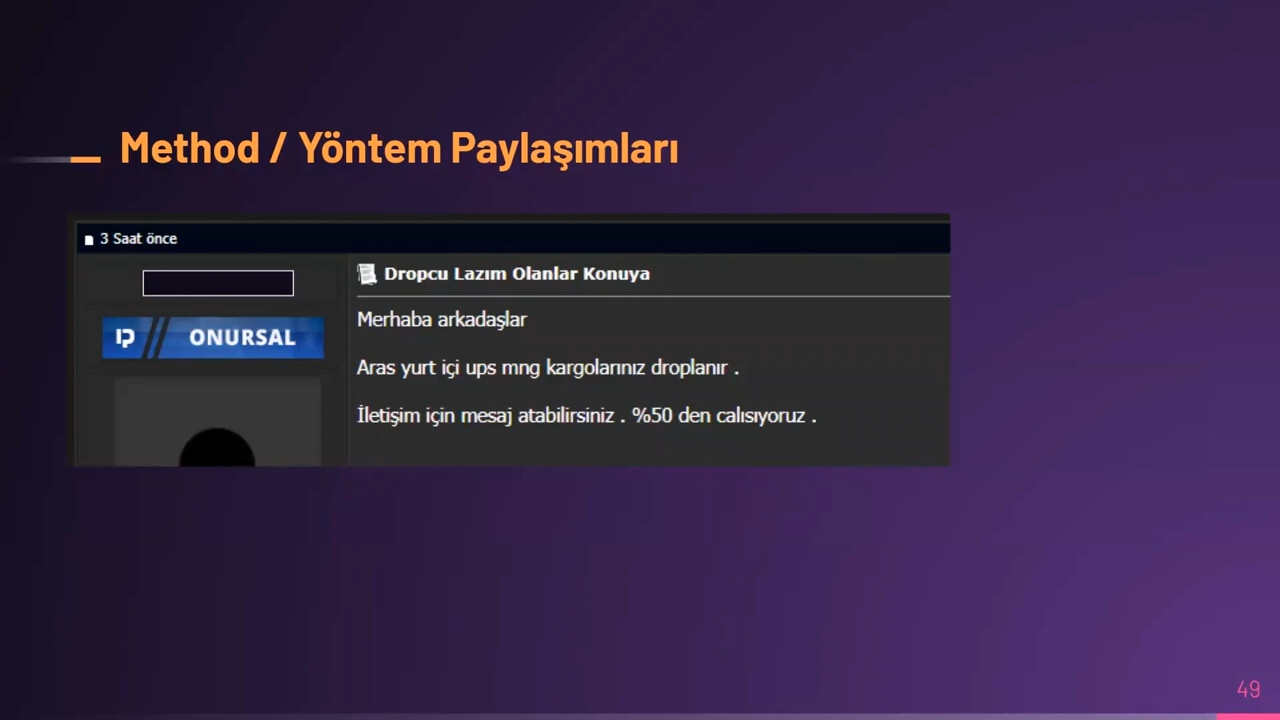 Method / Yöntem Paylaşımları
3 Saat önce
Dropcu Lazım Olanlar Konuya
ONURSAL
Merhaba arkadaşlar
Aras yurt içi ups mng kargolarınız droplanır .
İletişim için mesaj atabilirsiniz . %50 den calısıyoruz .
49